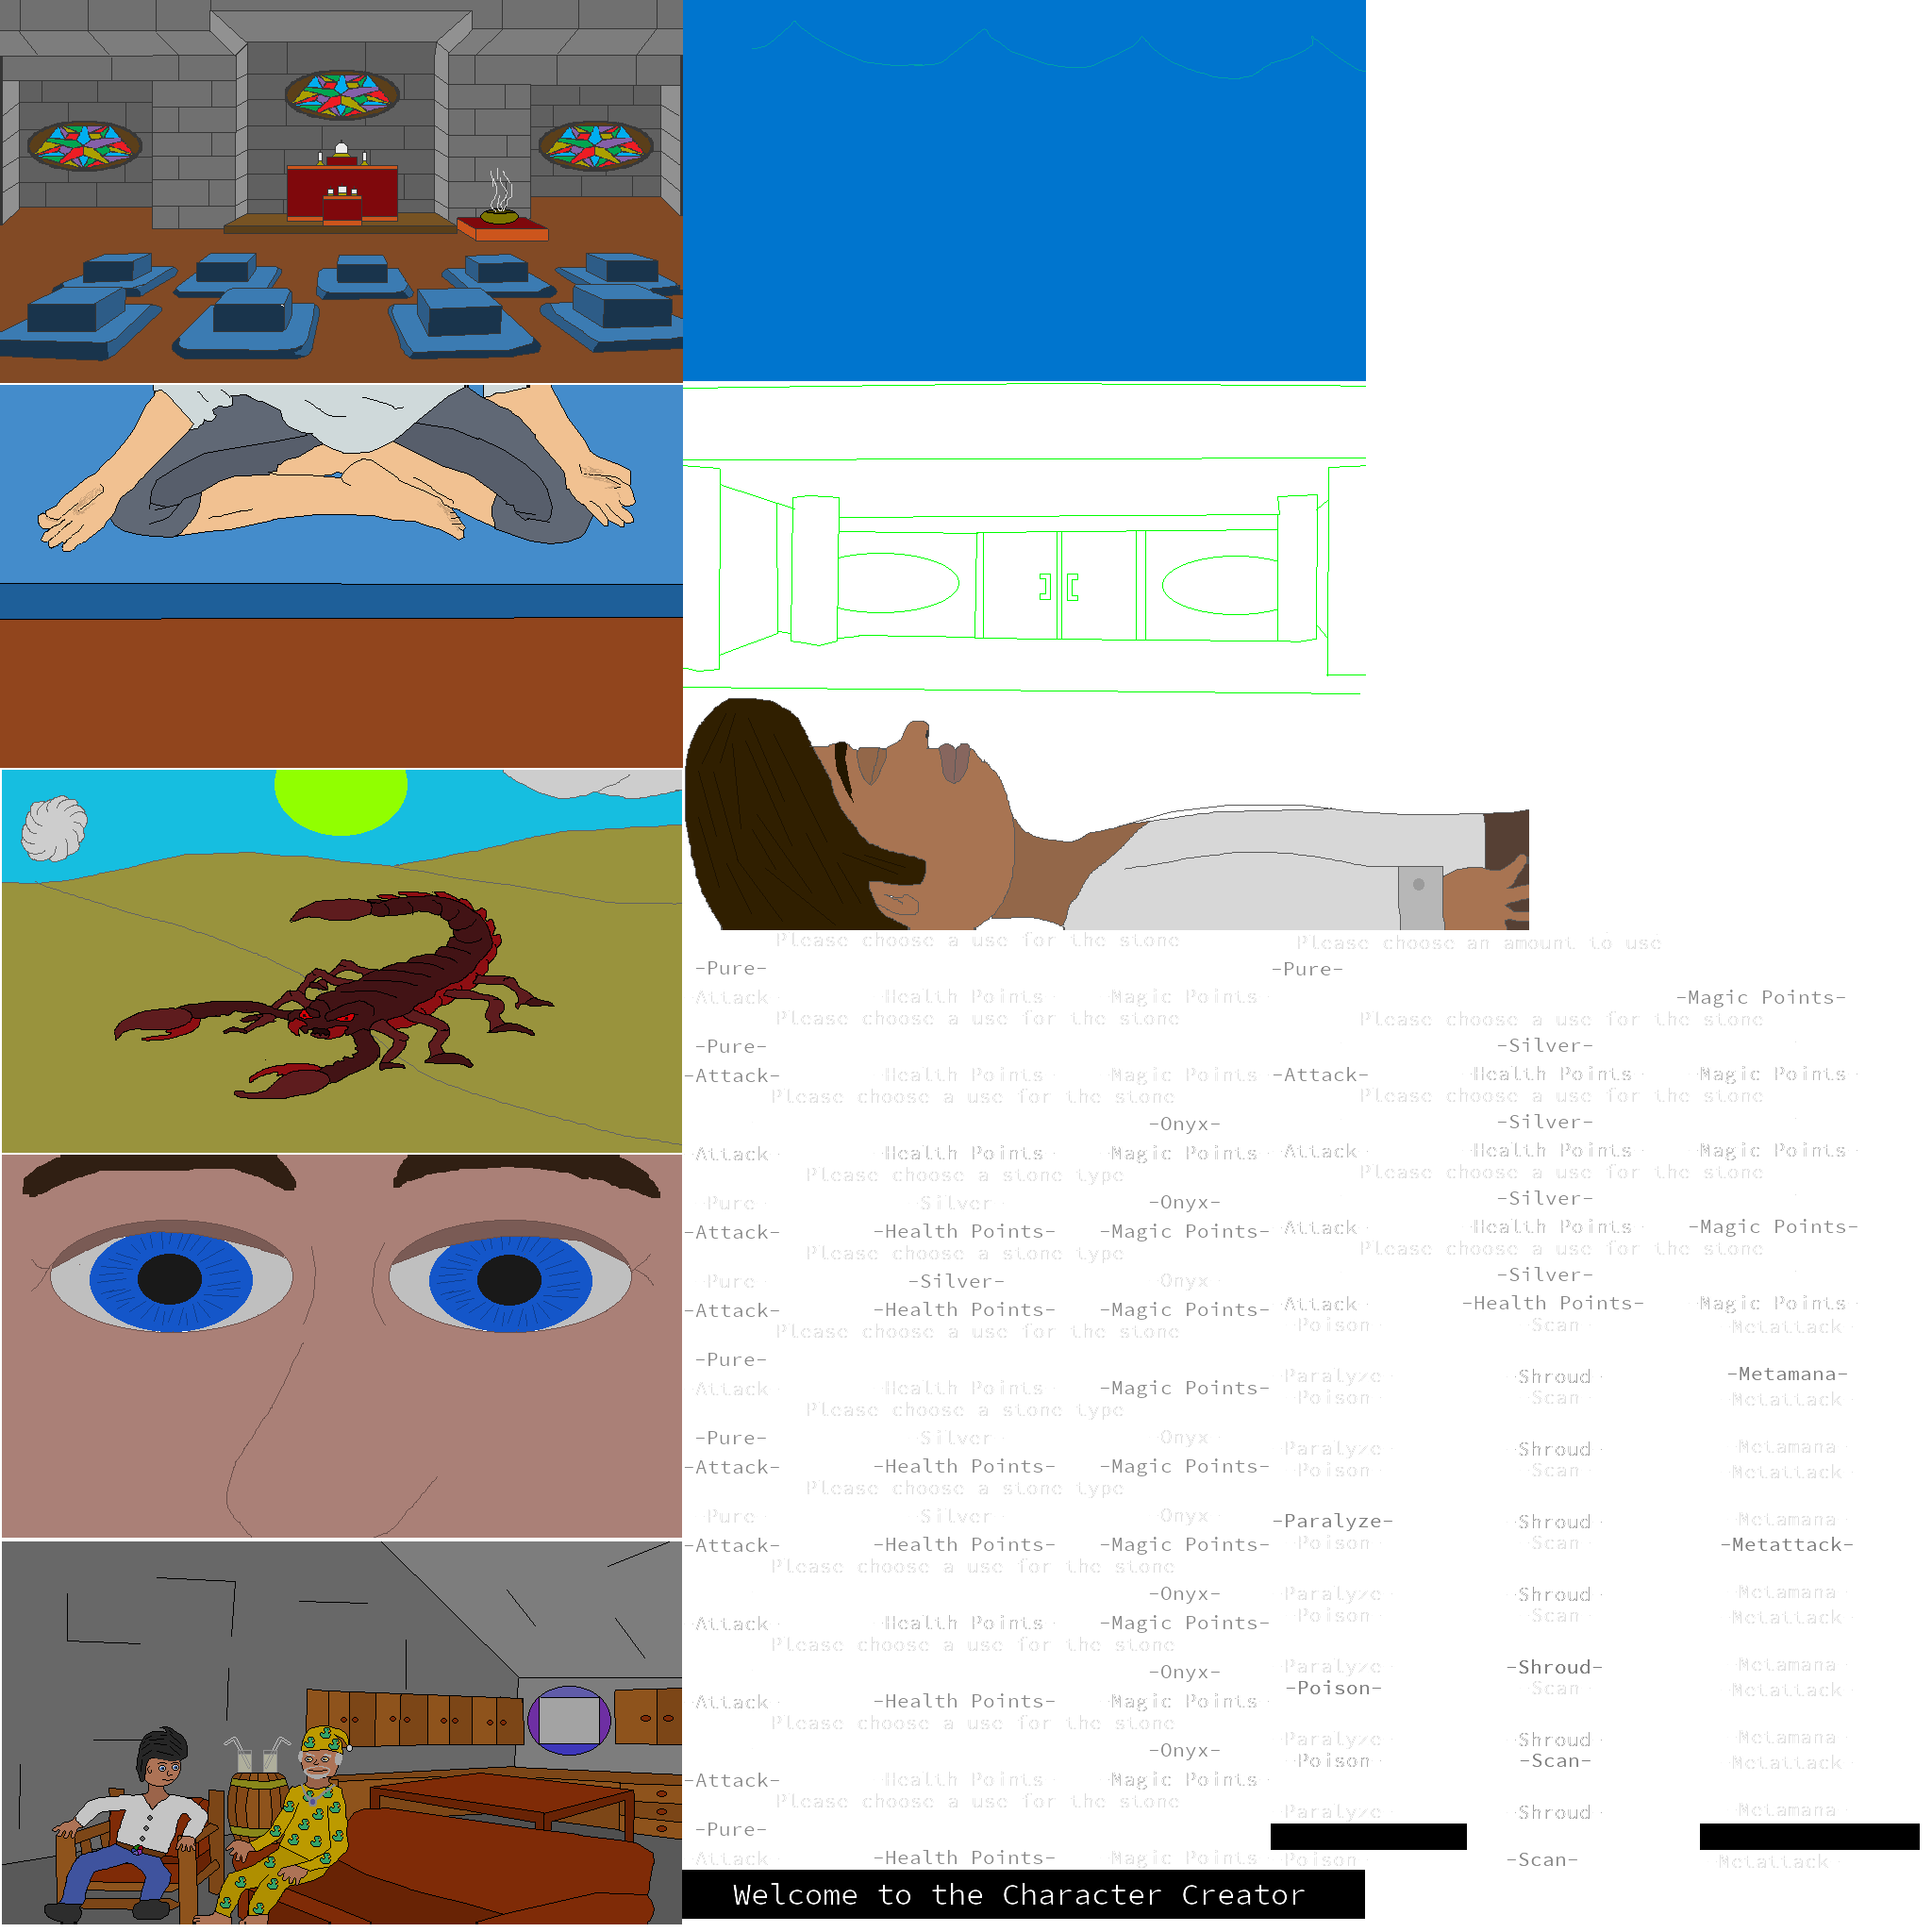 Please choose a use for the stone
-Pure-
Attack Health Points Magic Points
Please choose a use for the stone
-Pure-
-Attack- Health Points Magic Points
Please choose a use for the stone
-Onyx-
Attack Health Points Magic Points
Please choose a stone type
Pure Silver -Onyx-
-Attack- -Health Points- -Magic Points-
Please choose a stone type
Pure -Silver- Onyx
-Attack- -Health Points- -Magic Points-
Please choose a use for the stone
-Pure-
Attack Health Points -Magic Points-
Please choose a stone type
-Pure- Silver Onyx
-Attack- -Health Points- -Magic Points-
Please choose a stone type
Pure Silver Onyx
-Attack- -Health Points- -Magic Points-
Please choose a use for the stone
-Onyx-
Attack Health Points -Magic Points-
Please choose a use for the stone
-Onyx-
Attack -Health Points- Magic Points
Please choose a use for the stone
-Onyx-
-Attack- Health Points Magic Points
Please choose a use for the stone
-Pure-
Attack -Health Points- Magic Points
Welcome to the Character Creator
Please choose an amount to use
-Pure-
-Magic Points-
Please choose a use for the stone
-Silver-
-Attack- Health Points Magic Points
Please choose a use for the stone
-Silver-
Attack Health Points Magic Points
Please choose a use for the stone
-Silver-
Attack Health Points -Magic Points-
Please choose a use for the stone
-Silver-
Attack -Health Points- Magic Points
Poison Scan Metattack
Paralyze Shroud -Metamana-
Poison Scan Metattack
Paralyze Shroud Metamana
Poison Scan Metattack
-Paralyze- Shroud Metamana
Poison Scan -Metattack-
Paralyze Shroud Metamana
Poison Scan Metattack
Paralyze -Shroud- Metamana
-Poison- Scan Metattack
Paralyze Shroud Metamana
Poison -Scan- Metattack
Paralyze Shroud Metamana
Poison -Scan- Metattack